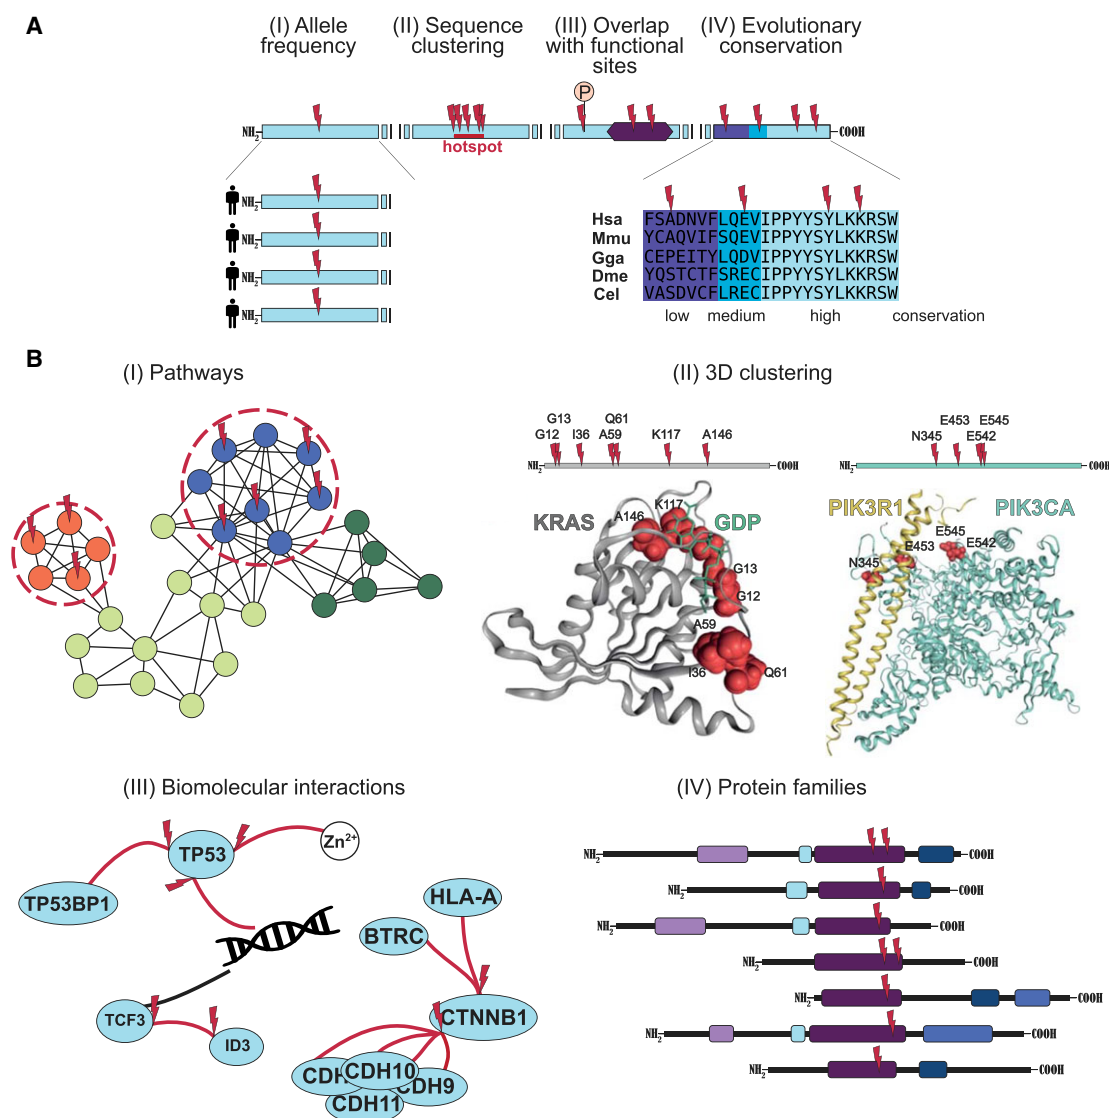 A
(I) Allele
frequency
(II) Sequence
clustering
(III) Overlap
with functional
sites
(IV) Evolutionary
conservation
P
NH2
hotspot
COOH
NH2
NH2
NH2
NH2
Hsa FSADNVFLQEVIPPYYSYLKKRSW
Mmu YCAQVIFSQEVIPPYYSYLKKRSW
Gga CEPEITYLQDVIPPYYSYLKKRSW
Dme YQSTCTFSRECIPPYYSYLKKRSW
Cel VASDVCFLRECIPPYYSYLKKRSW
low medium high conservation
B
(I) Pathways
(II) 3D clustering
G13 Q61
G12 I36 A59 K117 A146
NH2 COOH
E453 E545
N345 E542
NH2 COOH
KRAS
A146
K117
GDP
G13
G12
A59
I36
Q61
PIK3R1
PIK3CA
E545
E453
E542
N345
(III) Biomolecular interactions
TP53
Zn2+
TP53BP1
HLA-A
BTRC
TCF3
ID3
CTNNB1
CDH
CDH10
CDH9
CDH11
(IV) Protein families
NH2 COOH
NH2 COOH
NH2 COOH
NH2 COOH
NH2 COOH
NH2 COOH
NH2 COOH